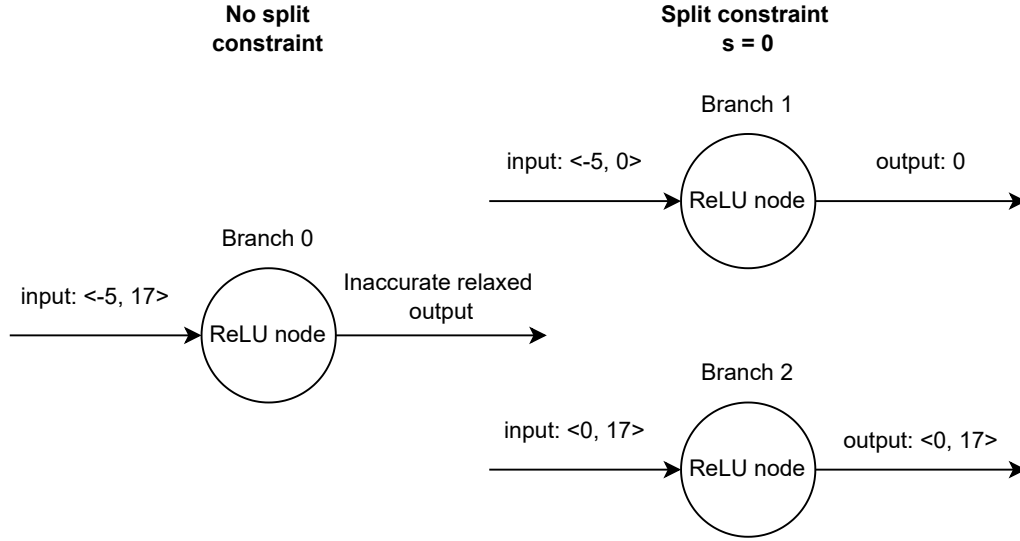 No split
constraint
Split constraint
s = 0
Branch 1
input: <-5, 0>
ReLU node
output: 0
Branch 0
input: <-5, 17>
ReLU node
Inaccurate relaxed
output
Branch 2
input: <0, 17>
ReLU node
output: <0, 17>